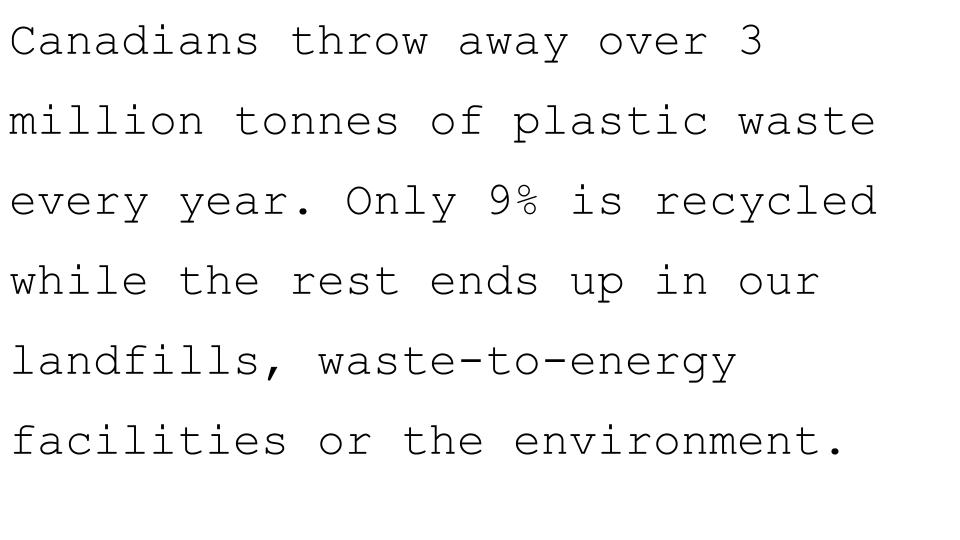 Canadians throw away over 3
million tonnes of plastic waste
every year. Only 9% is recycled
while the rest ends up in our
landfills, waste-to-energy
facilities or the environment.